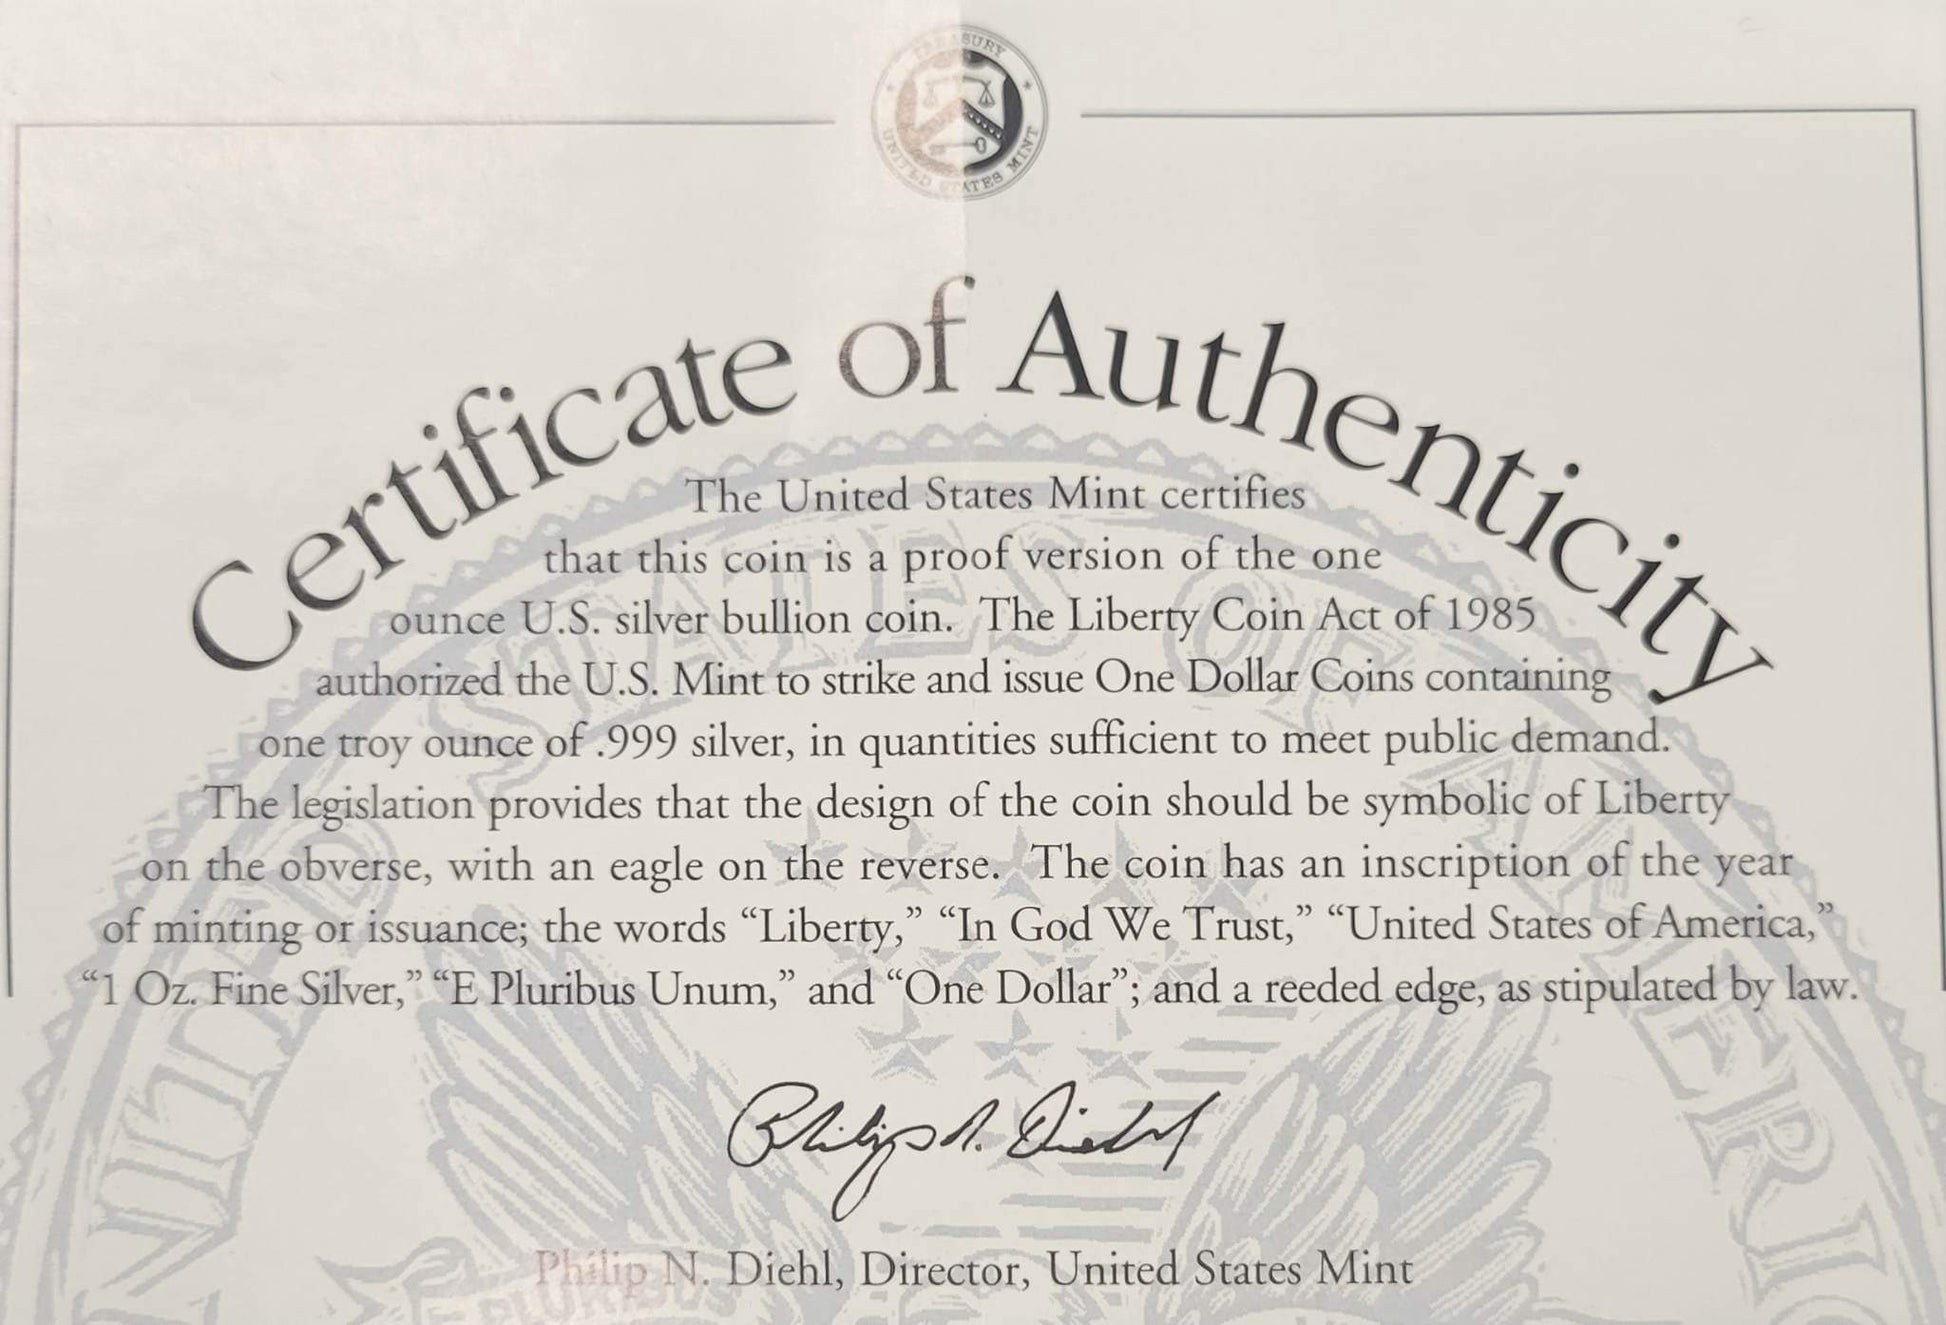 TREASURY
UNITED STATES MINT
Certificate of Authenticity
The United States Mint certifies
that this coin is a proof version of the one
ounce U.S. silver bullion coin. The Liberty Coin Act of 1985
authorized the U.S. Mint to strike and issue One Dollar Coins containing
one troy ounce of .999 silver, in quantities sufficient to meet public demand.
The legislation provides that the design of the coin should be symbolic of Liberty
on the obverse, with an eagle on the reverse. The coin has an inscription of the year
of minting or issuance; the words “Liberty,” “In God We Trust,” “United States of America,”
“1 Oz. Fine Silver,” “E Pluribus Unum,” and “One Dollar”; and a reeded edge, as stipulated by law.
Philip N. Diehl
Philip N. Diehl, Director, United States Mint
UNITED STATES OF AMERIC
E PLURIBUS